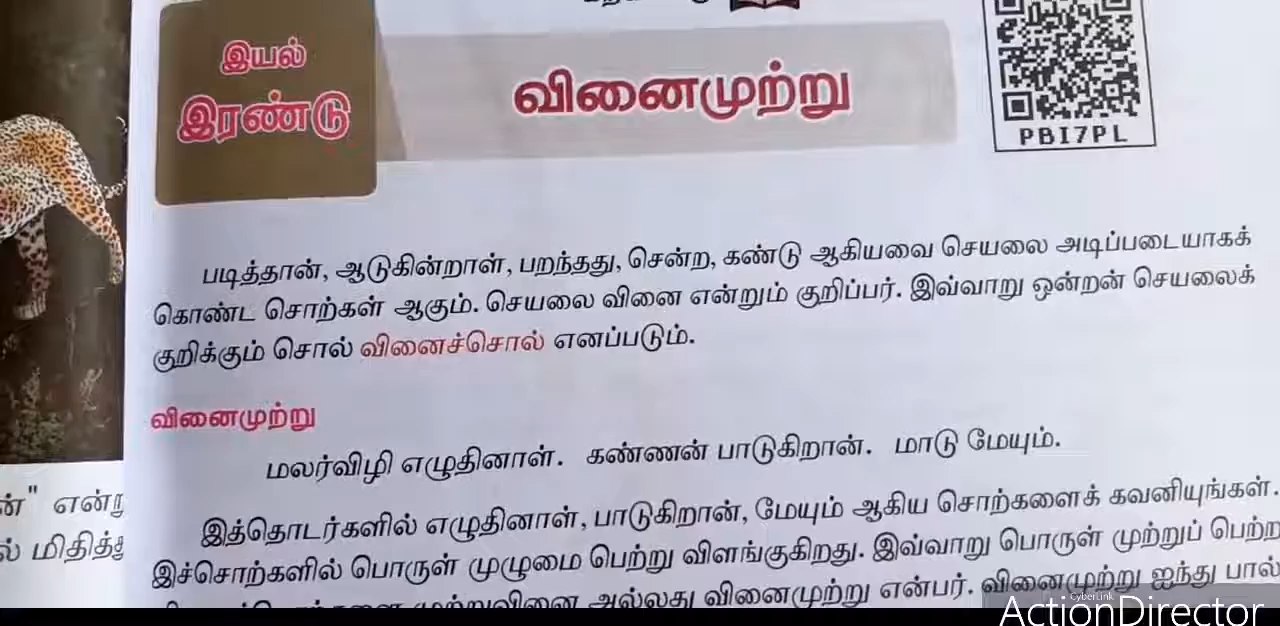 இயல்
இரண்டு
வினைமுற்று
PBI7PL
படித்தான், ஆடுகின்றாள், பறந்தது, சென்ற, கண்டு ஆகியவை செயலை அடிப்படையாகக்
கொண்ட சொற்கள் ஆகும். செயலை வினை என்றும் குறிப்பர். இவ்வாறு ஒன்றன் செயலைக்
குறிக்கும் சொல் வினைச்சொல் எனப்படும்.
வினைமுற்று
மலர்விழி எழுதினாள். கண்ணன் பாடுகிறான். மாடு மேயும்.
இத்தொடர்களில் எழுதினாள், பாடுகிறான், மேயும் ஆகிய சொற்களைக் கவனியுங்கள்.
இச்சொற்களில் பொருள் முழுமை பெற்று விளங்குகிறது. இவ்வாறு பொருள் முற்றுப் பெற்ற
முற்றுவினை அல்லது வினைமுற்று என்பர். வினைமுற்று ஐந்து பால்
ன்" என்று
ல் மிதித்து
CyberLink
ActionDirector